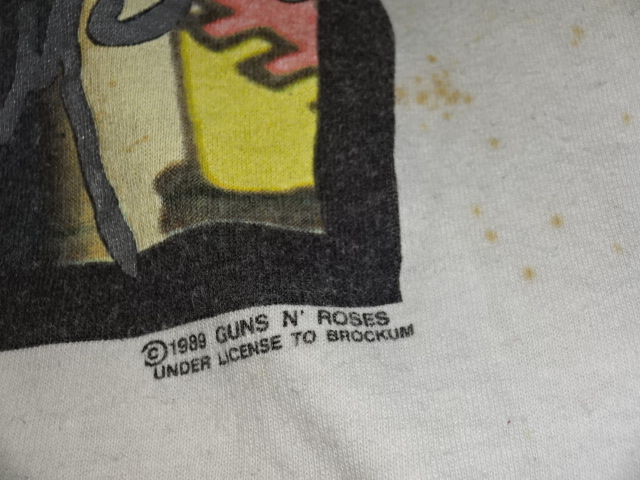 ©1989 GUNS N' ROSES
UNDER LICENSE TO BROCKUM